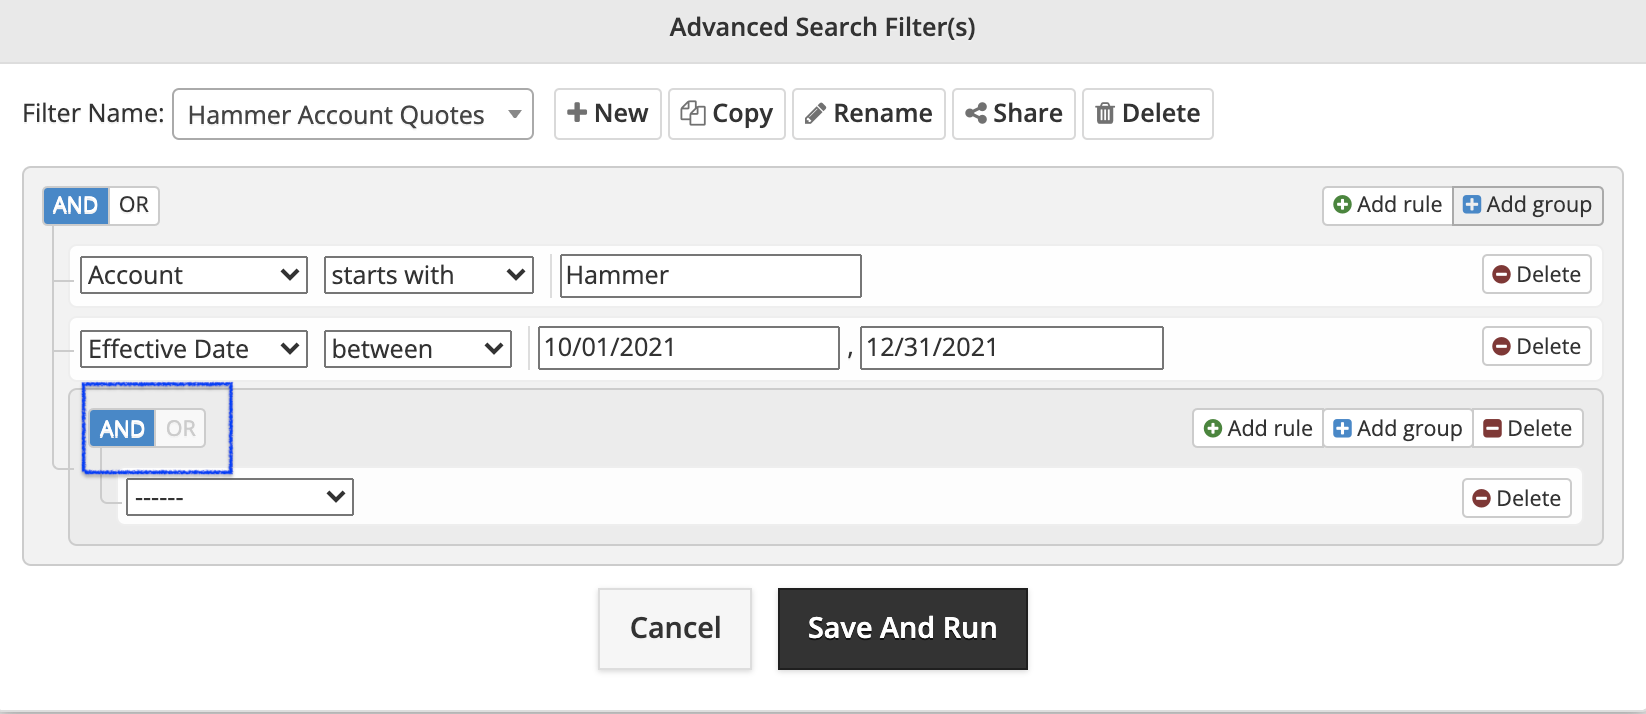 Advanced Search Filter(s)
Filter Name: Hammer Account Quotes New Copy Rename Share Delete
AND OR Add rule Add group
Account starts with Hammer Delete
Effective Date between 10/01/2021 , 12/31/2021 Delete
AND OR Add rule Add group Delete
------ Delete
Cancel Save And Run